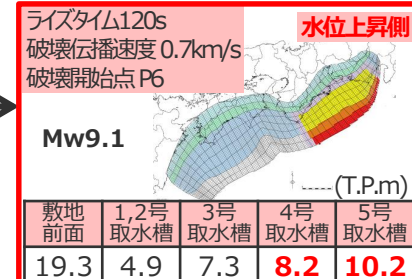 ライズタイム120s
破壊伝播速度 0.7km/s
破壊開始点 P6
水位上昇側
Mw9.1
(T.P.m)
敷地前面 1,2号取水槽 3号取水槽 4号取水槽 5号取水槽
19.3 4.9 7.3 8.2 10.2